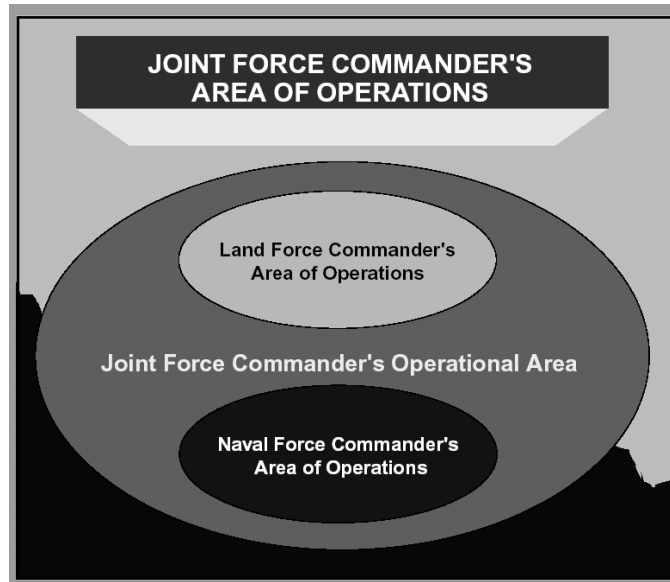 JOINT FORCE COMMANDER'S
AREA OF OPERATIONS
Land Force Commander's
Area of Operations
Joint Force Commander's Operational Area
Naval Force Commander's
Area of Operations